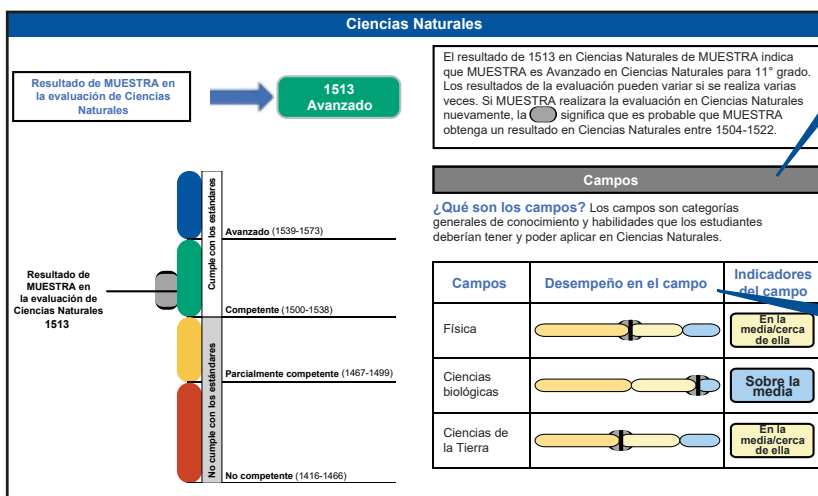 Ciencias Naturales
Resultado de MUESTRA en
la evaluación de Ciencias
Naturales
1513
Avanzado
El resultado de 1513 en Ciencias Naturales de MUESTRA indica
que MUESTRA es Avanzado en Ciencias Naturales para 11° grado.
Los resultados de la evaluación pueden variar si se realiza varias
veces. Si MUESTRA realizara la evaluación en Ciencias Naturales
nuevamente, la significa que es probable que MUESTRA
obtenga un resultado en Ciencias Naturales entre 1504-1522.
Cumple con los estándares
No cumple con los estándares
Avanzado (1539-1573)
Competente (1500-1538)
Parcialmente competente (1467-1499)
No competente (1416-1466)
Resultado de
MUESTRA en
la evaluación de
Ciencias Naturales
1513
Campos
¿Qué son los campos? Los campos son categorías
generales de conocimiento y habilidades que los estudiantes
deberían tener y poder aplicar en Ciencias Naturales.
Campos
Desempeño en el campo
Indicadores
del campo
Física
En la
media/cerca
de ella
Ciencias
biológicas
Sobre la
media
Ciencias de
la Tierra
En la
media/cerca
de ella